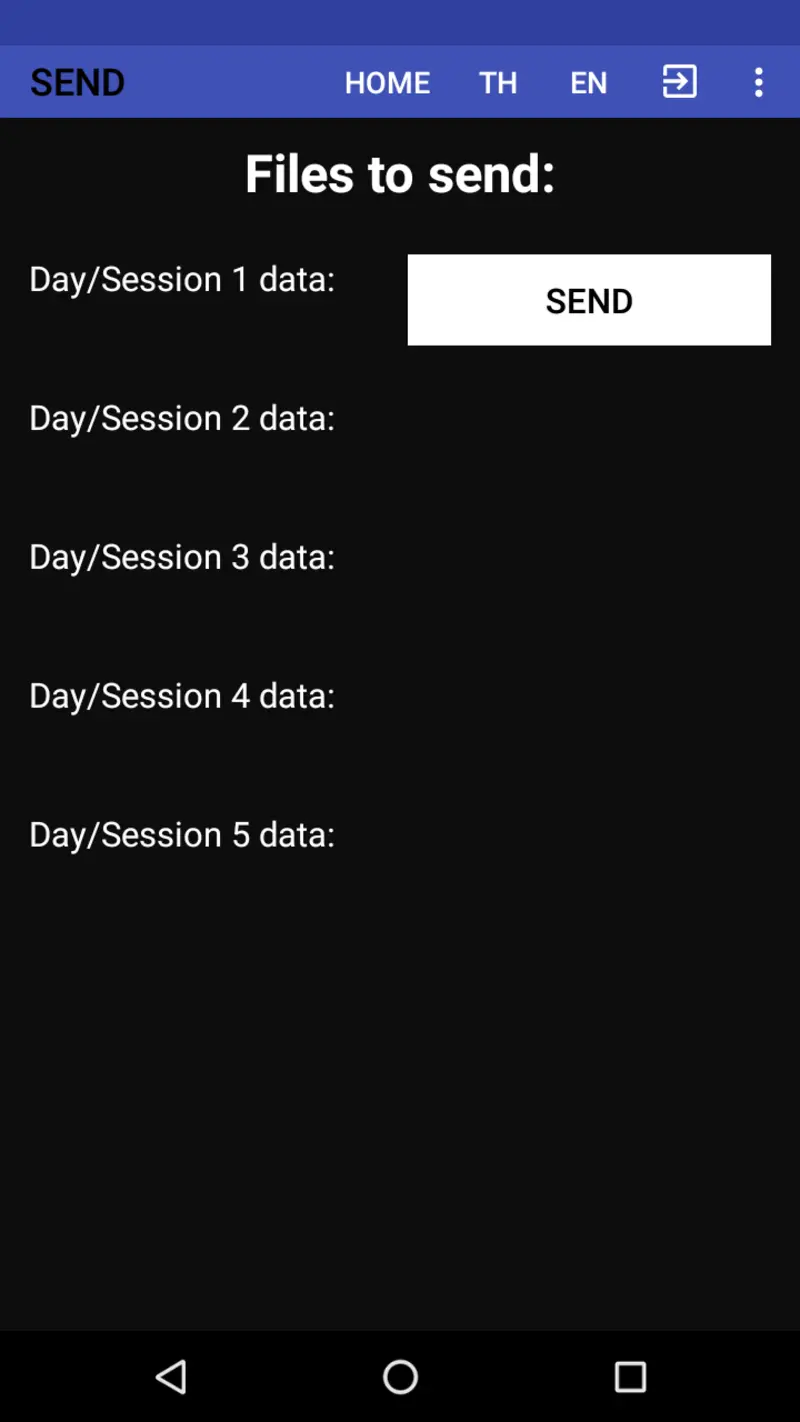 SEND HOME TH EN
Files to send:
Day/Session 1 data: SEND
Day/Session 2 data:
Day/Session 3 data:
Day/Session 4 data:
Day/Session 5 data: